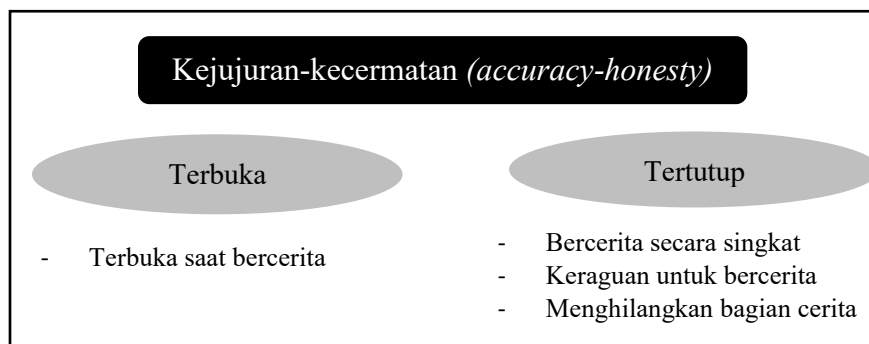 Kejujuran-kecermatan (accuracy-honesty)
Terbuka
- Terbuka saat bercerita
Tertutup
- Bercerita secara singkat
- Keraguan untuk bercerita
- Menghilangkan bagian cerita